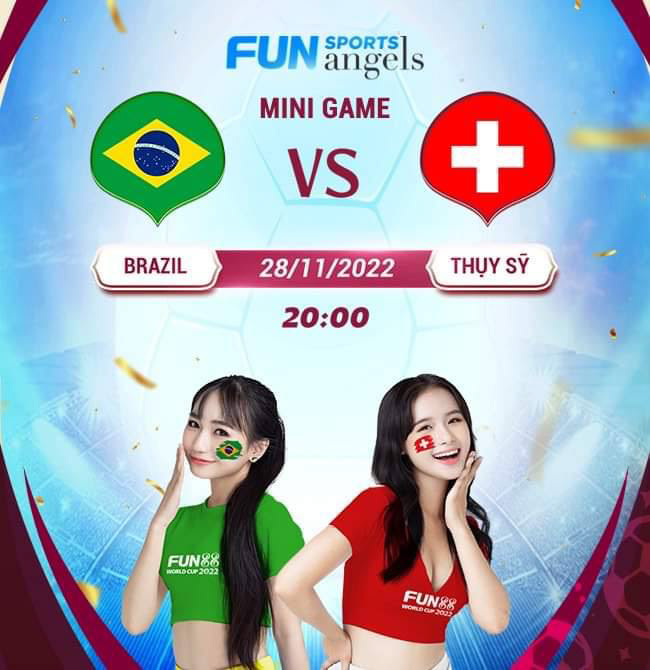 FUN SPORTS angels
MINI GAME
VS
BRAZIL
28/11/2022
THỤY SỸ
20:00
FUN88
WORLD CUP 2022
FUN88
WORLD CUP 2022